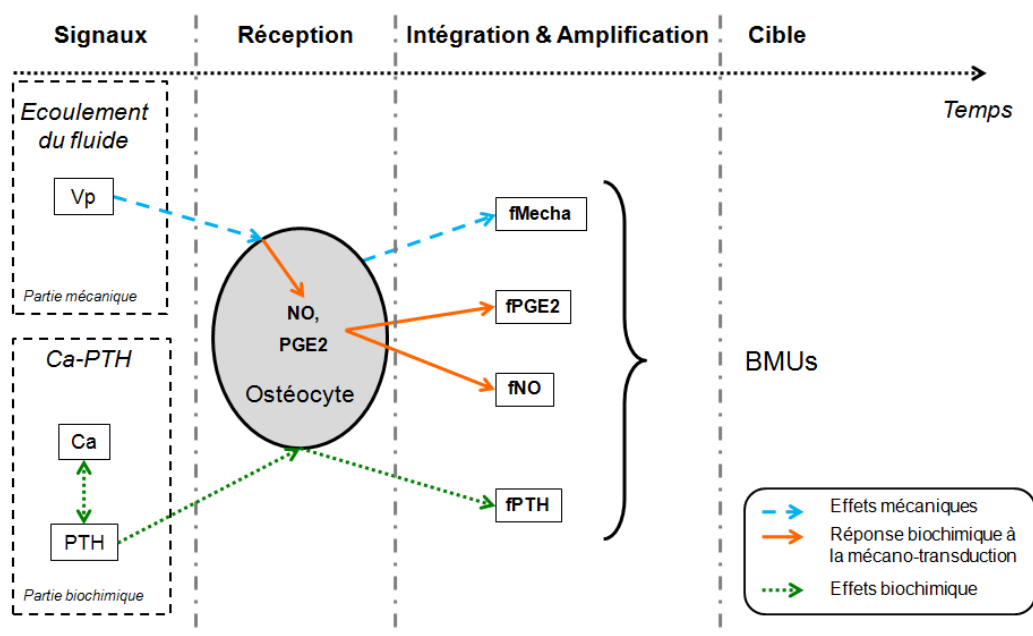 Signaux
Réception
Intégration & Amplification
Cible
Temps
Ecoulement
du fluide
Vp
Partie mécanique
Ca-PTH
Ca
PTH
Partie biochimique
NO,
PGE2
Ostéocyte
fMecha
fPGE2
fNO
fPTH
BMUs
Effets mécaniques
Réponse biochimique à
la mécano-transduction
Effets biochimique